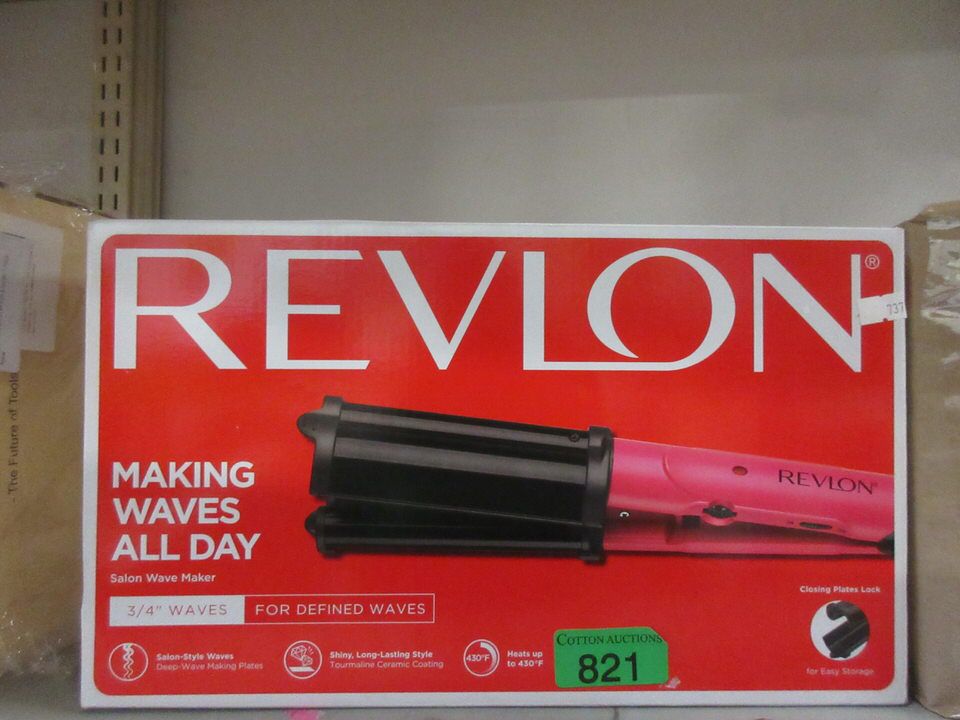 REVLON®
737
MAKING
WAVES
ALL DAY
Salon Wave Maker
3/4" WAVES FOR DEFINED WAVES
Salon-Style Waves
Deep-Wave Making Plates
Shiny, Long-Lasting Style
Tourmaline Ceramic Coating
430°F
Heats up
to 430°F
REVLON
Closing Plates Lock
for Easy Storage
COTTON AUCTIONS
821
- The Future of